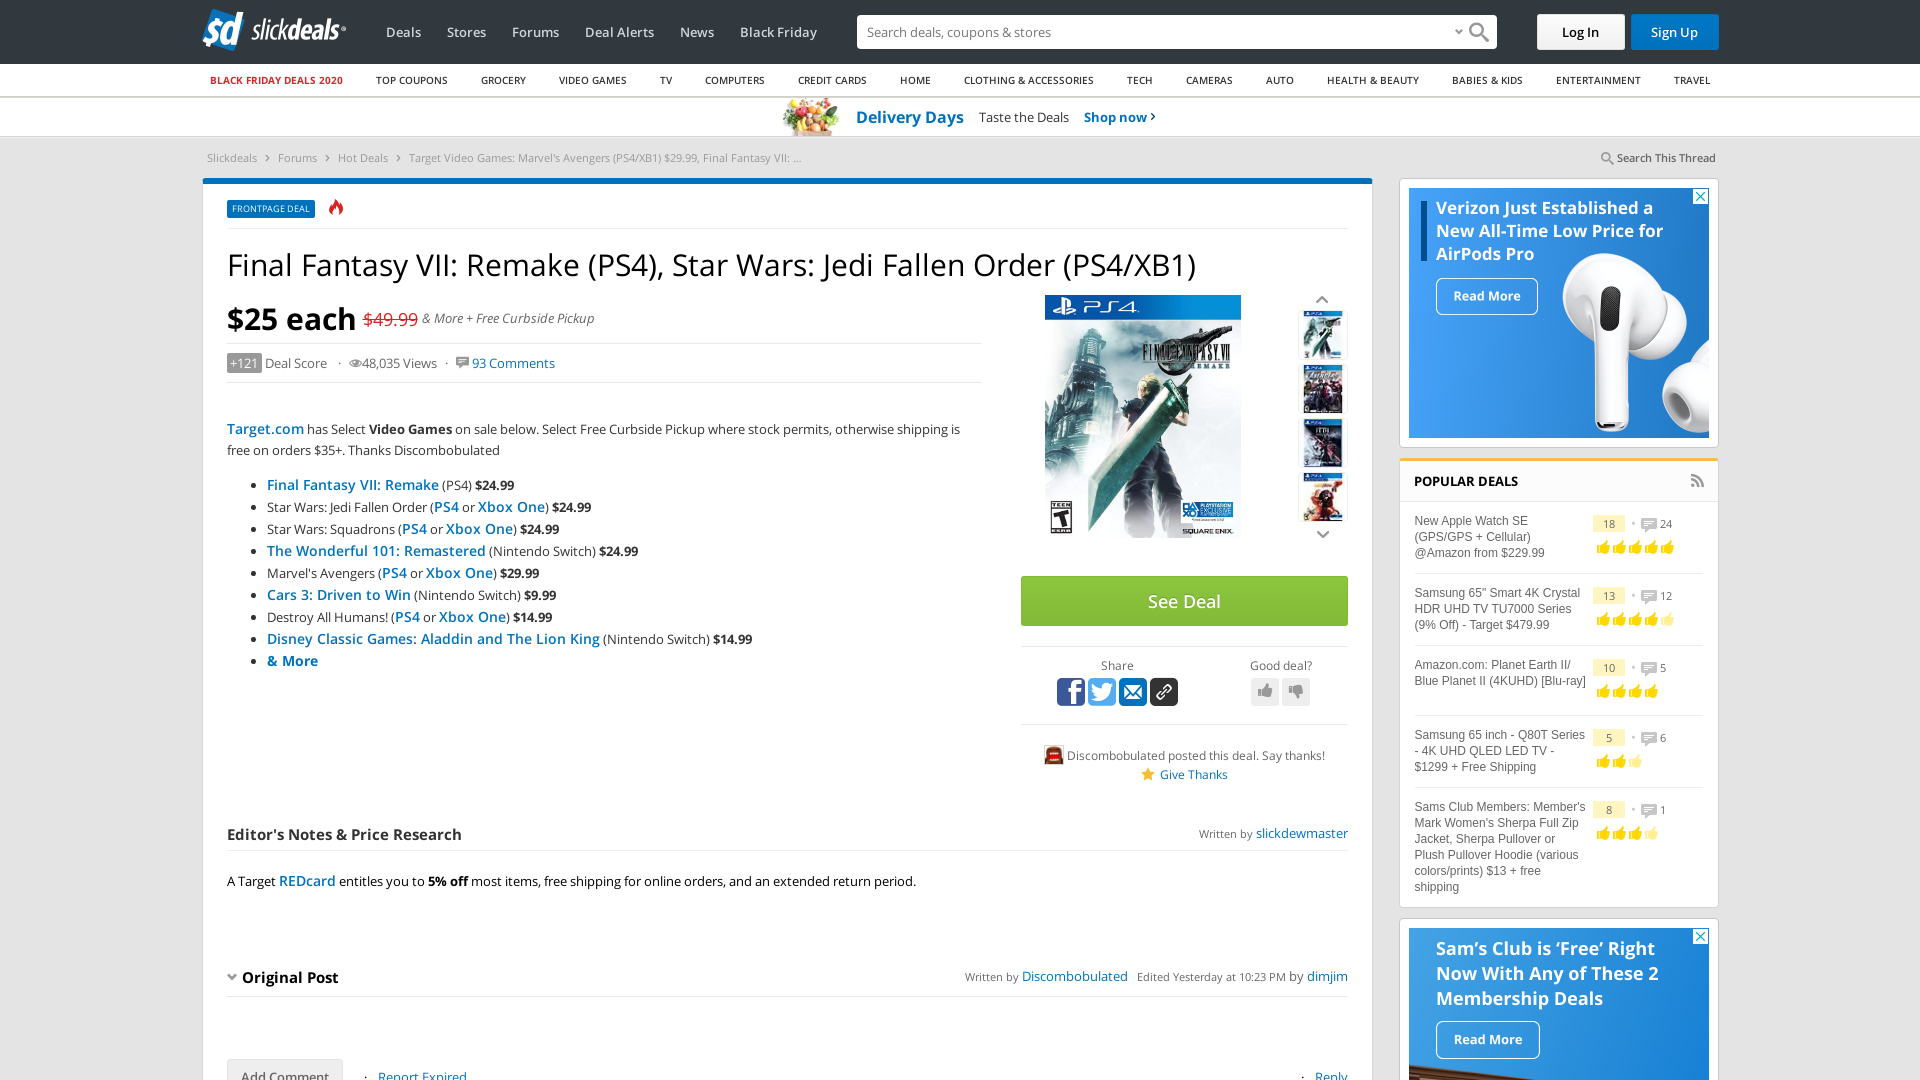 sd slickdeals
Deals Stores Forums Deal Alerts News Black Friday
Search deals, coupons & shopping
Log In Sign Up
BLACK FRIDAY DEALS 2020 TOP COUPONS GROCERY VIDEO GAMES TV COMPUTERS CREDIT CARDS HOME CLOTHING & ACCESSORIES TECH CAMERAS AUTO HEALTH & BEAUTY BABIES & KIDS ENTERTAINMENT TRAVEL
Delivery Days Taste the Deals Shop now ›
Slickdeals › Forums › Hot Deals › Target Video Games: Marvel's Avengers (PS4/XB1) $29.99, Final Fantasy VII: ...
Search This Thread
FRONTPAGE DEAL
Final Fantasy VII: Remake (PS4), Star Wars: Jedi Fallen Order (PS4/XB1)
$25 each $49.99 & More + Free Curbside Pickup
+121 Deal Score · 48,035 Views · 93 Comments
Target.com has Select Video Games on sale below. Select Free Curbside Pickup where stock permits, otherwise shipping is
free on orders $35+. Thanks Discombobulated
• Final Fantasy VII: Remake (PS4) $24.99
• Star Wars: Jedi Fallen Order (PS4 or Xbox One) $24.99
• Star Wars: Squadrons (PS4 or Xbox One) $24.99
• The Wonderful 101: Remastered (Nintendo Switch) $24.99
• Marvel's Avengers (PS4 or Xbox One) $29.99
• Cars 3: Driven to Win (Nintendo Switch) $9.99
• Destroy All Humans! (PS4 or Xbox One) $14.99
• Disney Classic Games: Aladdin and The Lion King (Nintendo Switch) $14.99
• & More
PS4
FINAL FANTASY VII
REMAKE
TEEN
T
ESRB
SQUARE ENIX
See Deal
Share
Good deal?
Discombobulated posted this deal. Say thanks!
Give Thanks
Editor's Notes & Price Research
Written by slickdewmaster
A Target REDcard entitles you to 5% off most items, free shipping for online orders, and an extended return period.
Original Post
Written by Discombobulated Edited Yesterday at 10:23 PM by dimjim
Add Comment · Report Expired
· Reply
Verizon Just Established a
New All-Time Low Price for
AirPods Pro
Read More
POPULAR DEALS
New Apple Watch SE
(GPS/GPS + Cellular)
@Amazon from $229.99
18 • 24
Samsung 65" Smart 4K Crystal
HDR UHD TV TU7000 Series
(9% Off) - Target $479.99
13 • 12
Amazon.com: Planet Earth II/
Blue Planet II (4KUHD) [Blu-ray]
10 • 5
Samsung 65 inch - Q80T Series
- 4K UHD QLED LED TV -
$1299 + Free Shipping
5 • 6
Sams Club Members: Member's
Mark Women's Sherpa Full Zip
Jacket, Sherpa Pullover or
Plush Pullover Hoodie (various
colors/prints) $13 + free
shipping
8 • 1
Sam's Club is 'Free' Right
Now With Any of These 2
Membership Deals
Read More